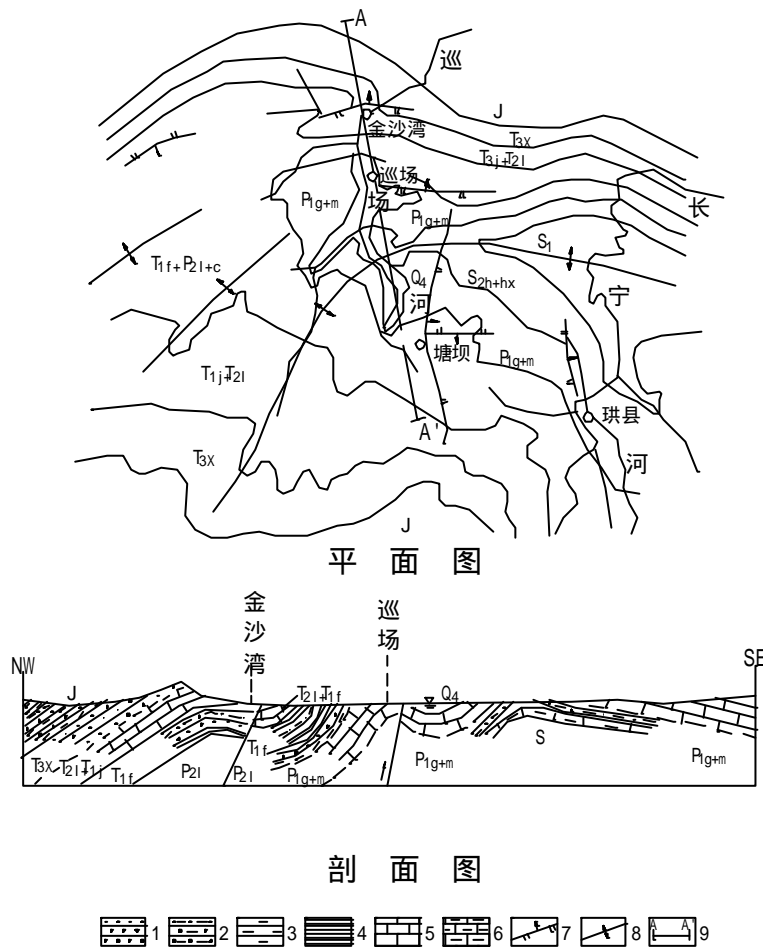 A
巡
J
金沙湾
T3X
T3j+T2l
巡场
长
P1g+m
场
P1g+m
S1
T1f+P2l+c
Q4
S2h+hx
宁
河
塘坝
P1g+m
T1j+T2l
珙县
A'
T3X
河
J
平 面 图
金沙湾
巡场
NW
SE
J
T2l+T1f
Q4
T3X
T2l+T1j
T1f
P2l
P2l
T1f
P1g+m
P1g+m
S
P1g+m
剖 面 图
1 2 3 4 5 6 7 8 A A' 9